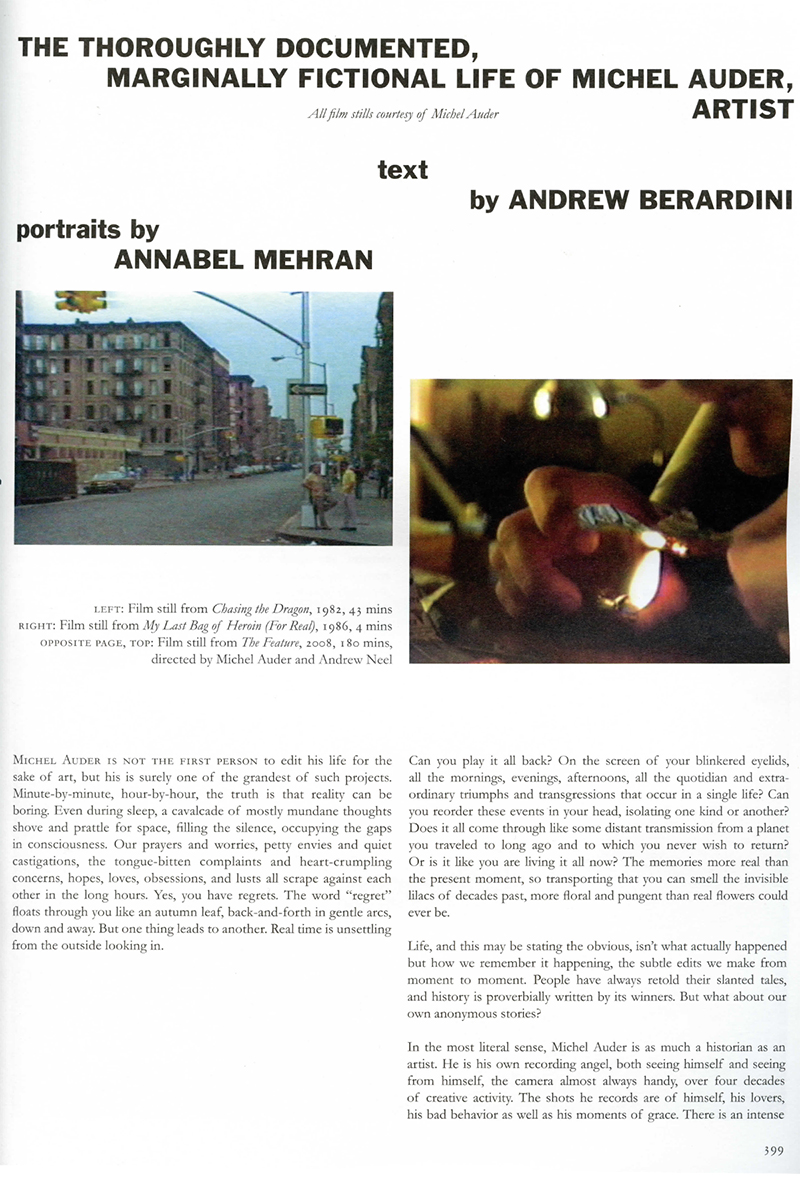 THE THOROUGHLY DOCUMENTED,
MARGINALLY FICTIONAL LIFE OF MICHEL AUDER,
ARTIST
All film stills courtesy of Michel Auder
text
by ANDREW BERARDINI
portraits by
ANNABEL MEHRAN
LEFT: Film still from Chasing the Dragon, 1982, 43 mins
RIGHT: Film still from My Last Bag of Heroin (For Real), 1986, 4 mins
OPPOSITE PAGE, TOP: Film still from The Feature, 2008, 180 mins,
directed by Michel Auder and Andrew Neel
MICHEL AUDER IS NOT THE FIRST PERSON to edit his life for the
sake of art, but his is surely one of the grandest of such projects.
Minute-by-minute, hour-by-hour, the truth is that reality can be
boring. Even during sleep, a cavalcade of mostly mundane thoughts
shove and prattle for space, filling the silence, occupying the gaps
in consciousness. Our prayers and worries, petty envies and quiet
castigations, the tongue-bitten complaints and heart-crumpling
concerns, hopes, loves, obsessions, and lusts all scrape against each
other in the long hours. Yes, you have regrets. The word “regret”
floats through you like an autumn leaf, back-and-forth in gentle arcs,
down and away. But one thing leads to another. Real time is unsettling
from the outside looking in.
Can you play it all back? On the screen of your blinkered eyelids,
all the mornings, evenings, afternoons, all the quotidian and extra-
ordinary triumphs and transgressions that occur in a single life? Can
you reorder these events in your head, isolating one kind or another?
Does it all come through like some distant transmission from a planet
you traveled to long ago and to which you never wish to return?
Or is it like you are living it all now? The memories more real than
the present moment, so transporting that you can smell the invisible
lilacs of decades past, more floral and pungent than real flowers could
ever be.
Life, and this may be stating the obvious, isn’t what actually happened
but how we remember it happening, the subtle edits we make from
moment to moment. People have always retold their slanted tales,
and history is proverbially written by its winners. But what about our
own anonymous stories?
In the most literal sense, Michel Auder is as much a historian as an
artist. He is his own recording angel, both seeing himself and seeing
from himself, the camera almost always handy, over four decades
of creative activity. The shots he records are of himself, his lovers,
his bad behavior as well as his moments of grace. There is an intense
399